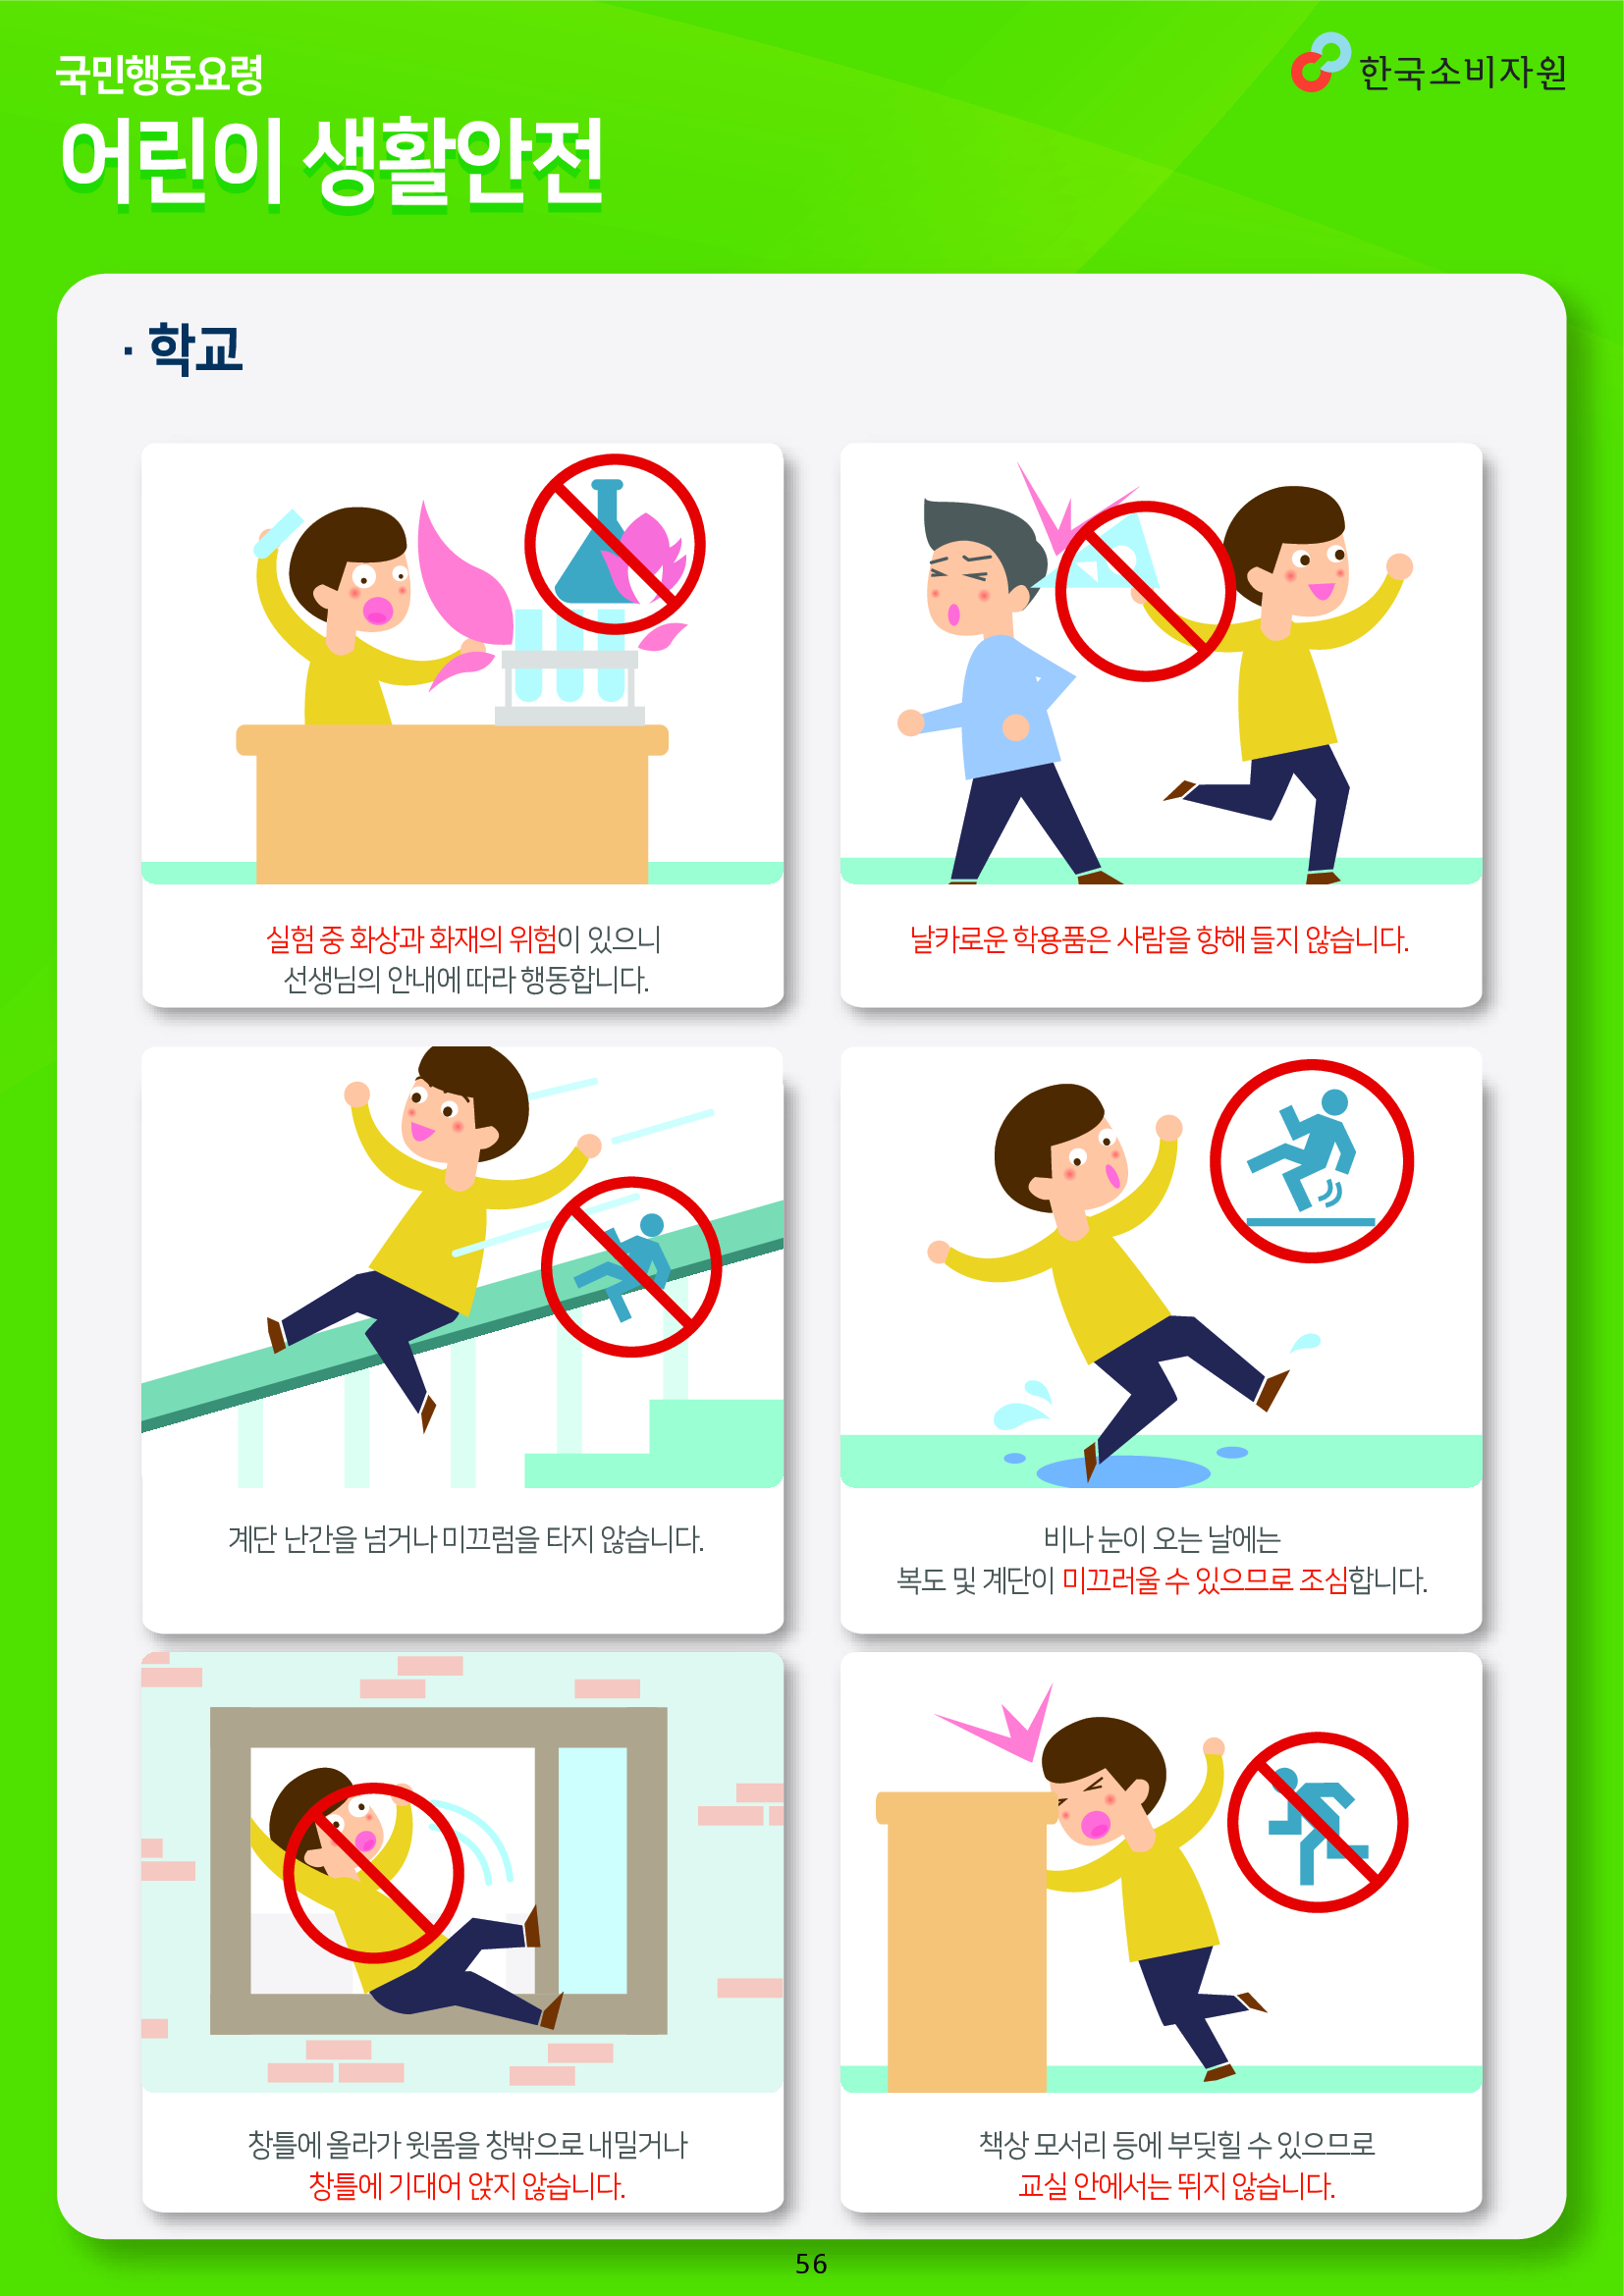 국민행동요령
어린이 생활안전
한국소비자원
· 학교
실험 중 화상과 화재의 위험이 있으니
선생님의 안내에 따라 행동합니다.
날카로운 학용품은 사람을 향해 들지 않습니다.
계단 난간을 넘거나 미끄럼을 타지 않습니다.
비나 눈이 오는 날에는
복도 및 계단이 미끄러울 수 있으므로 조심합니다.
창틀에 올라가 윗몸을 창밖으로 내밀거나
창틀에 기대어 앉지 않습니다.
책상 모서리 등에 부딪힐 수 있으므로
교실 안에서는 뛰지 않습니다.
56